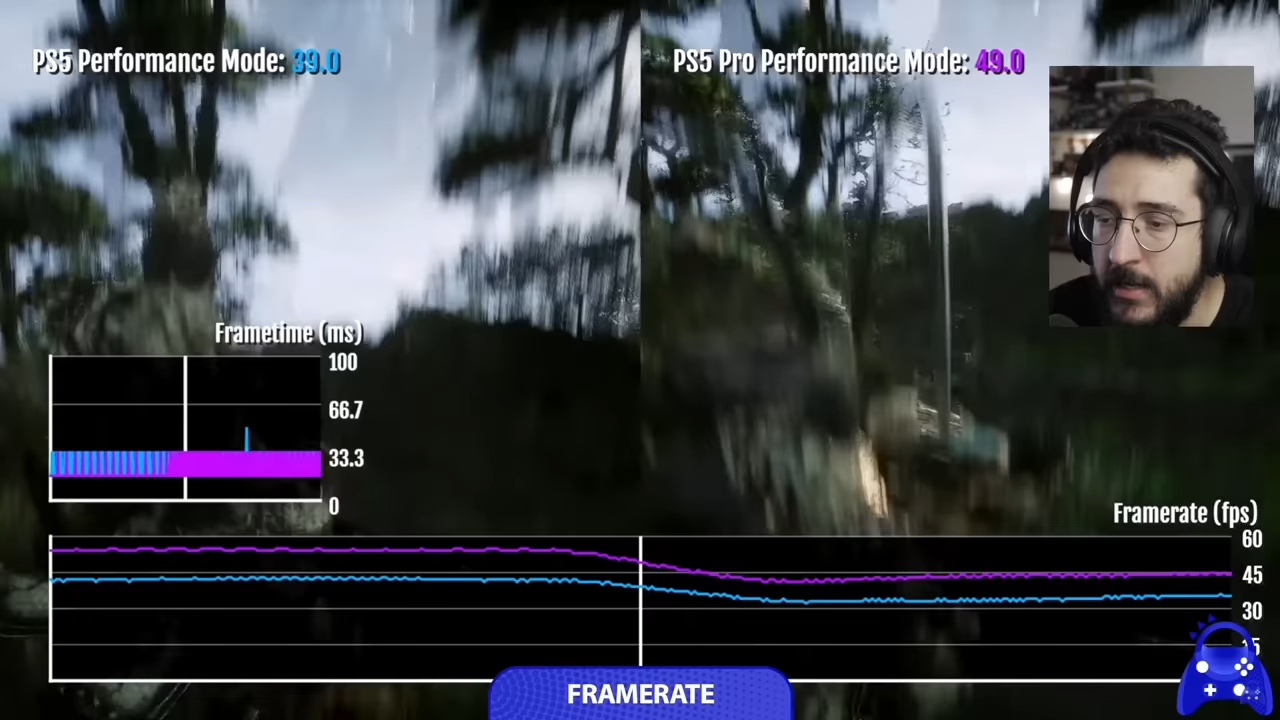 PS5 Performance Mode: 39.0
PS5 Pro Performance Mode: 49.0
Frametime (ms)
100
66.7
33.3
0
Framerate (fps)
60
45
30
FRAMERATE